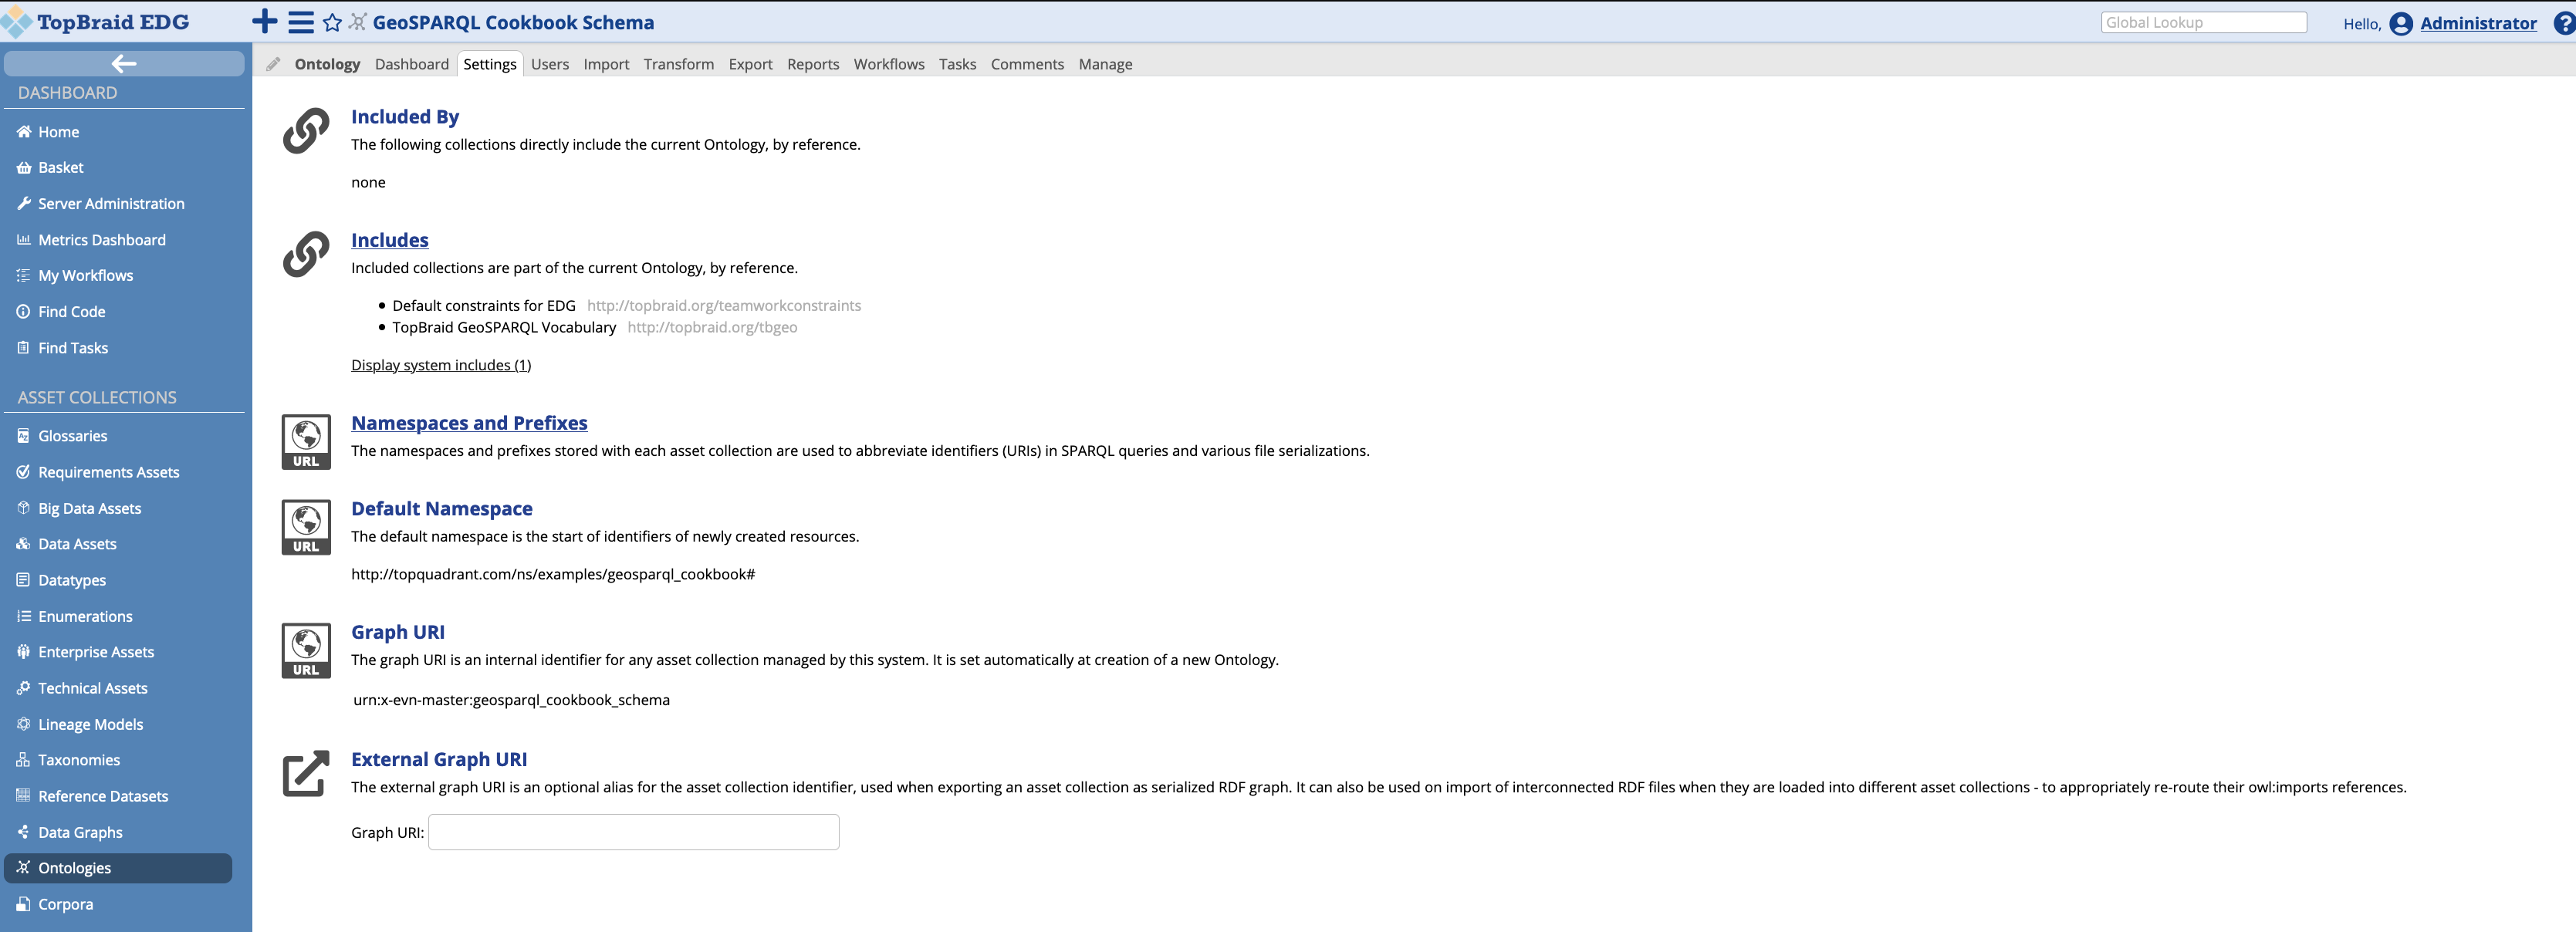 TopBraid EDG
GeoSPARQL Cookbook Schema
Global Lookup
Hello, Administrator
?
Ontology Dashboard Settings Users Import Transform Export Reports Workflows Tasks Comments Manage
DASHBOARD
Home
Basket
Server Administration
Metrics Dashboard
My Workflows
Find Code
Find Tasks
ASSET COLLECTIONS
Glossaries
Requirements Assets
Big Data Assets
Data Assets
Datatypes
Enumerations
Enterprise Assets
Technical Assets
Lineage Models
Taxonomies
Reference Datasets
Data Graphs
Ontologies
Corpora
Included By
The following collections directly include the current Ontology, by reference.
none
Includes
Included collections are part of the current Ontology, by reference.
Default constraints for EDG http://topbraid.org/teamworkconstraints
TopBraid GeoSPARQL Vocabulary http://topbraid.org/tbgeo
Display system includes (1)
URL
Namespaces and Prefixes
The namespaces and prefixes stored with each asset collection are used to abbreviate identifiers (URIs) in SPARQL queries and various file serializations.
URL
Default Namespace
The default namespace is the start of identifiers of newly created resources.
http://topquadrant.com/ns/examples/geosparql_cookbook#
URL
Graph URI
The graph URI is an internal identifier for any asset collection managed by this system. It is set automatically at creation of a new Ontology.
urn:x-evn-master:geosparql_cookbook_schema
External Graph URI
The external graph URI is an optional alias for the asset collection identifier, used when exporting an asset collection as serialized RDF graph. It can also be used on import of interconnected RDF files when they are loaded into different asset collections - to appropriately re-route their owl:imports references.
Graph URI: